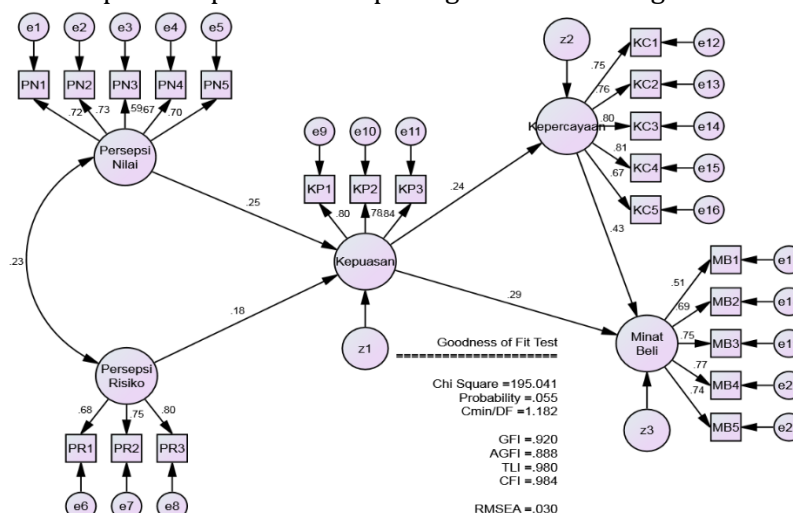 e1 e2 e3 e4 e5
PN1 PN2 PN3 PN4 PN5
.72 .73 .59 .67 .70
Persepsi
Nilai
.23
.25
.18
Persepsi
Risiko
.68 .75 .80
PR1 PR2 PR3
e6 e7 e8
e9 e10 e11
KP1 KP2 KP3
.80 .78 .84
Kepuasan
z1
.24
.29
z2
Kepercayaan
.75 KC1 e12
.76 KC2 e13
.80 KC3 e14
.81 KC4 e15
.67 KC5 e16
.43
Minat
Beli
z3
.51 MB1
.69 MB2
.75 MB3
.77 MB4
.74 MB5
Goodness of Fit Test
=====================
Chi Square =195.041
Probability =.055
Cmin/DF =1.182
GFI =.920
AGFI =.888
TLI =.980
CFI =.984
RMSEA =.030